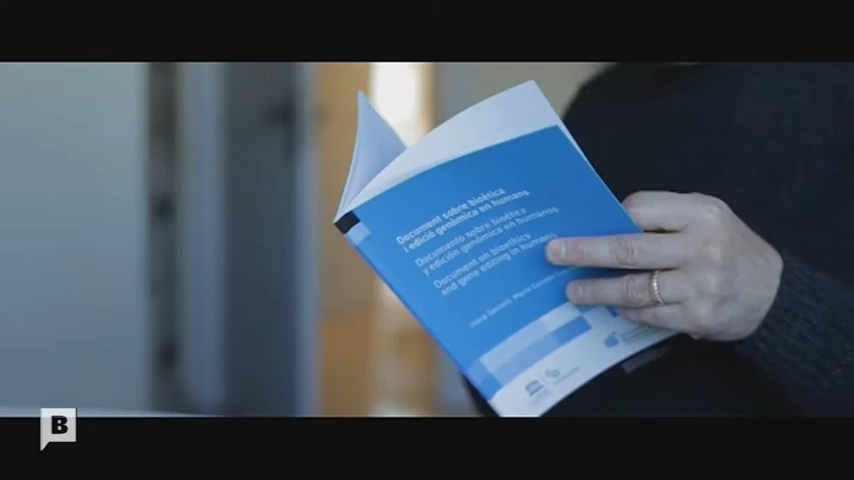 Document sobre bioètica
i edició genòmica en humans
Documento sobre bioética
y edición genómica en humanos
Document on bioethics
and gene editing in humans
B